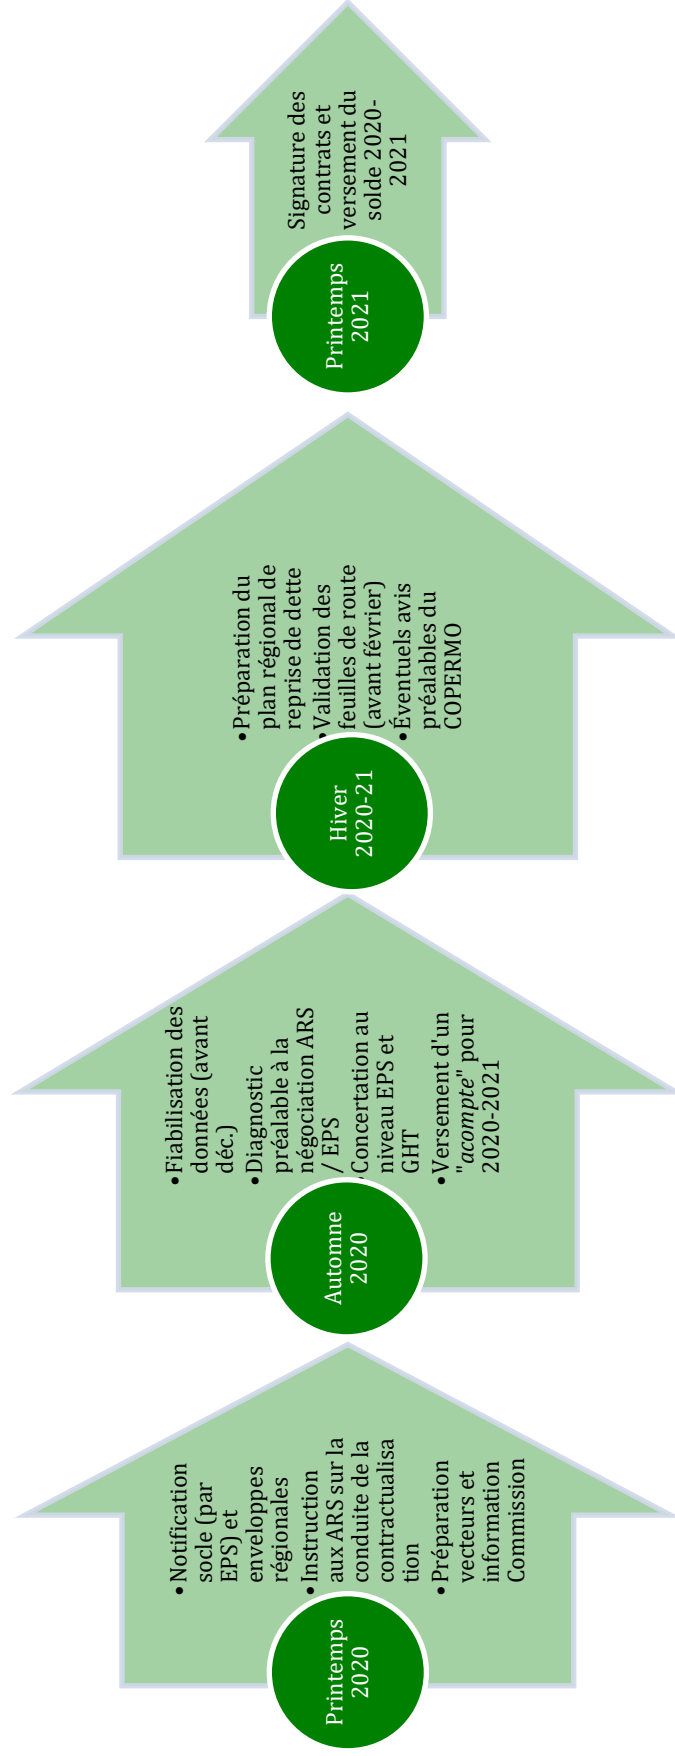 Printemps
2020
•Notification
socle (par
EPS) et
enveloppes
régionales
•Instruction
aux ARS sur la
conduite de la
contractualisa
tion
•Préparation
vecteurs et
information
Commission
Automne
2020
•Fiabilisation des
données (avant
déc.)
•Diagnostic
préalable à la
négociation ARS
/ EPS
•Concertation au
niveau EPS et
GHT
•Versement d'un
"acompte" pour
2020-2021
Hiver
2020-21
•Préparation du
plan régional de
reprise de dette
•Validation des
feuilles de route
(avant février)
•Éventuels avis
préalables du
COPERMO
Printemps
2021
Signature des
contrats et
versement du
solde 2020-
2021